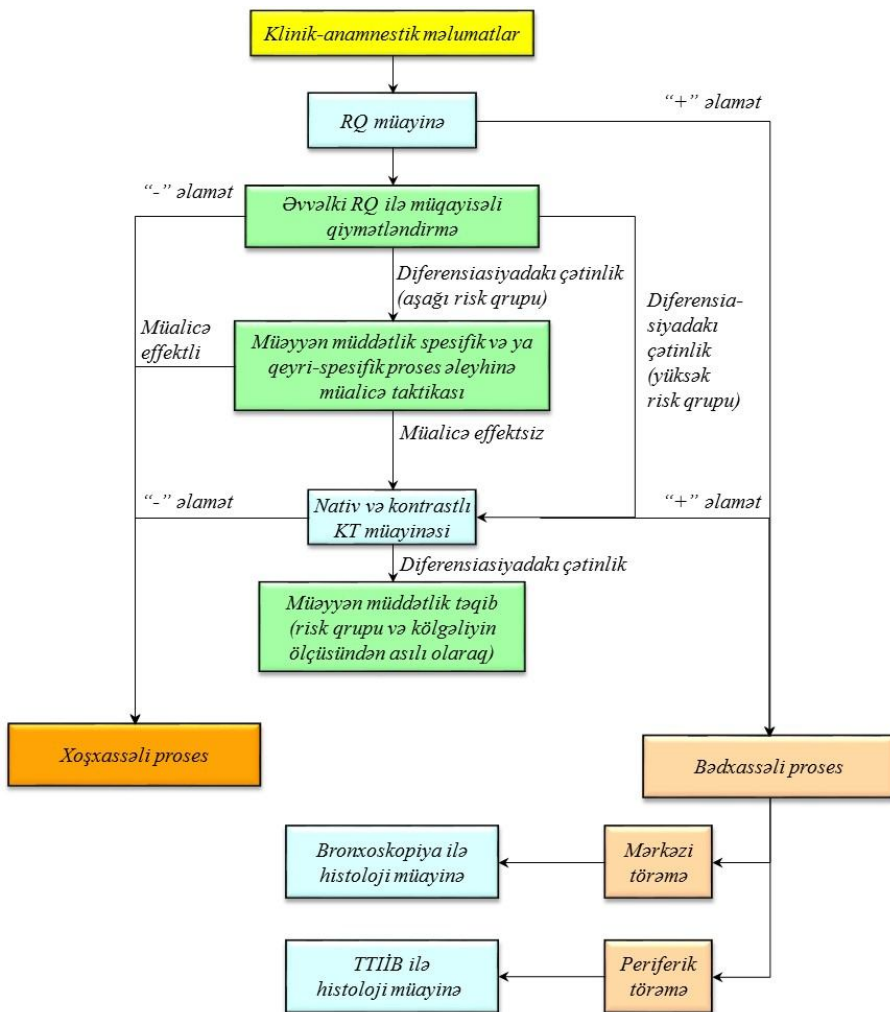 Klinik-anamnestik məlumatlar
“+” əlamət
RQ müayinə
“-” əlamət
Əvvəlki RQ ilə müqayisəli
qiymətləndirmə
Diferensiasiyadakı çətinlik
(aşağı risk qrupu)
Diferensia-
siyadakı
çətinlik
(yüksək
risk qrupu)
Müalicə
effektli
Müəyyən müddətlik spesifik və ya
qeyri-spesifik proses əleyhinə
müalicə taktikası
Müalicə effektsiz
“-” əlamət
Nativ və kontrastlı
KT müayinəsi
“+” əlamət
Diferensiasiyadakı çətinlik
Müəyyən müddətlik təqib
(risk qrupu və kölgəliyin
ölçüsündən asılı olaraq)
Xoşxassəli proses
Bədxassəli proses
Bronxoskopiya ilə
histoloji müayinə
Mərkəzi
törəmə
TTİİB ilə
histoloji müayinə
Periferik
törəmə